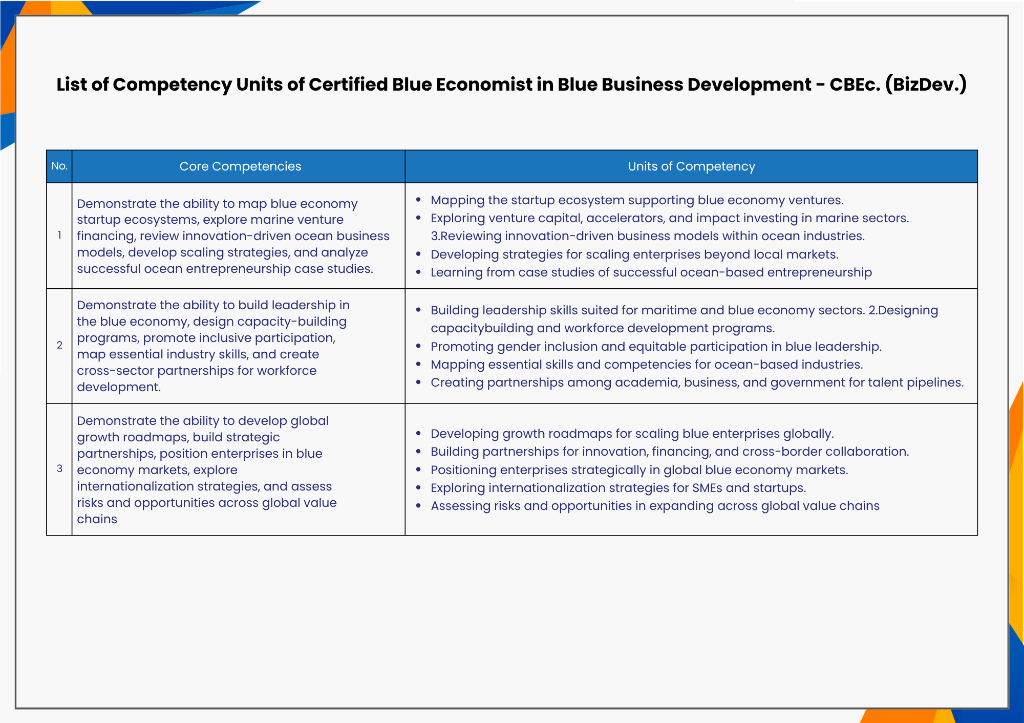 List of Competency Units of Certified Blue Economist in Blue Business Development - CBEc. (BizDev.)
No.
Core Competencies
Units of Competency
1
Demonstrate the ability to map blue economy
startup ecosystems, explore marine venture
financing, review innovation-driven ocean business
models, develop scaling strategies, and analyze
successful ocean entrepreneurship case studies.
• Mapping the startup ecosystem supporting blue economy ventures.
• Exploring venture capital, accelerators, and impact investing in marine sectors.
3.Reviewing innovation-driven business models within ocean industries.
• Developing strategies for scaling enterprises beyond local markets.
• Learning from case studies of successful ocean-based entrepreneurship
2
Demonstrate the ability to build leadership in
the blue economy, design capacity-building
programs, promote inclusive participation,
map essential industry skills, and create
cross-sector partnerships for workforce
development.
• Building leadership skills suited for maritime and blue economy sectors. 2.Designing
capacitybuilding and workforce development programs.
• Promoting gender inclusion and equitable participation in blue leadership.
• Mapping essential skills and competencies for ocean-based industries.
• Creating partnerships among academia, business, and government for talent pipelines.
3
Demonstrate the ability to develop global
growth roadmaps, build strategic
partnerships, position enterprises in blue
economy markets, explore
internationalization strategies, and assess
risks and opportunities across global value
chains
• Developing growth roadmaps for scaling blue enterprises globally.
• Building partnerships for innovation, financing, and cross-border collaboration.
• Positioning enterprises strategically in global blue economy markets.
• Exploring internationalization strategies for SMEs and startups.
• Assessing risks and opportunities in expanding across global value chains